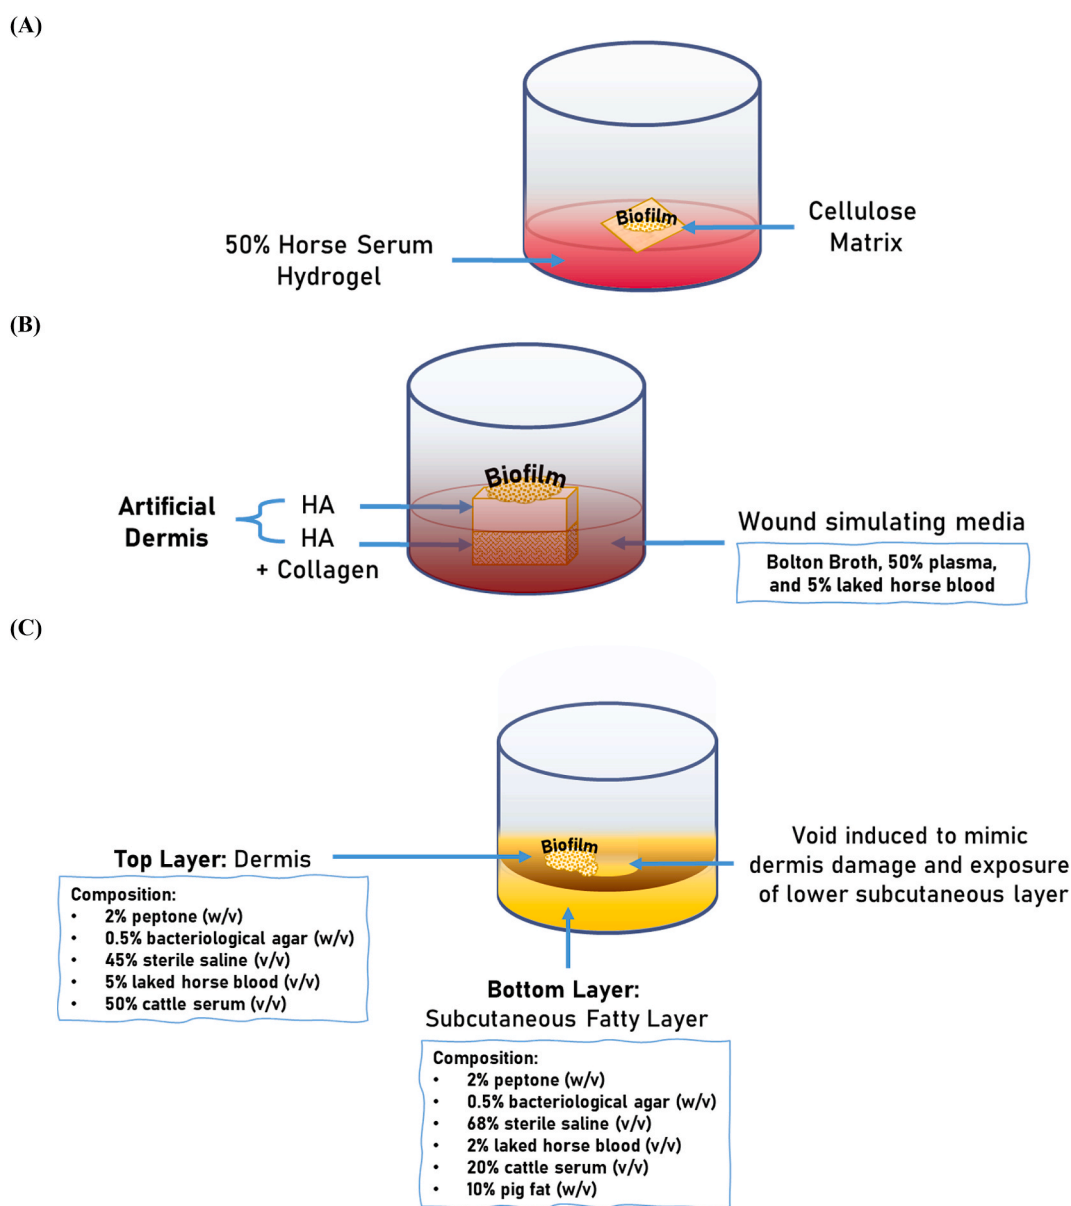 (A)
Biofilm
Cellulose
Matrix
50% Horse Serum
Hydrogel
(B)
Biofilm
Artificial
Dermis
HA
HA
+ Collagen
Wound simulating media
Bolton Broth, 50% plasma,
and 5% laked horse blood
(C)
Biofilm
Top Layer: Dermis
Composition:
• 2% peptone (w/v)
• 0.5% bacteriological agar (w/v)
• 45% sterile saline (v/v)
• 5% laked horse blood (v/v)
• 50% cattle serum (v/v)
Void induced to mimic
dermis damage and exposure
of lower subcutaneous layer
Bottom Layer:
Subcutaneous Fatty Layer
Composition:
• 2% peptone (w/v)
• 0.5% bacteriological agar (w/v)
• 68% sterile saline (v/v)
• 2% laked horse blood (v/v)
• 20% cattle serum (v/v)
• 10% pig fat (w/v)